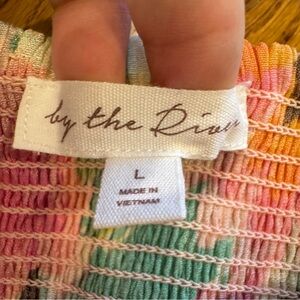 by the River
L
MADE IN
VIETNAM